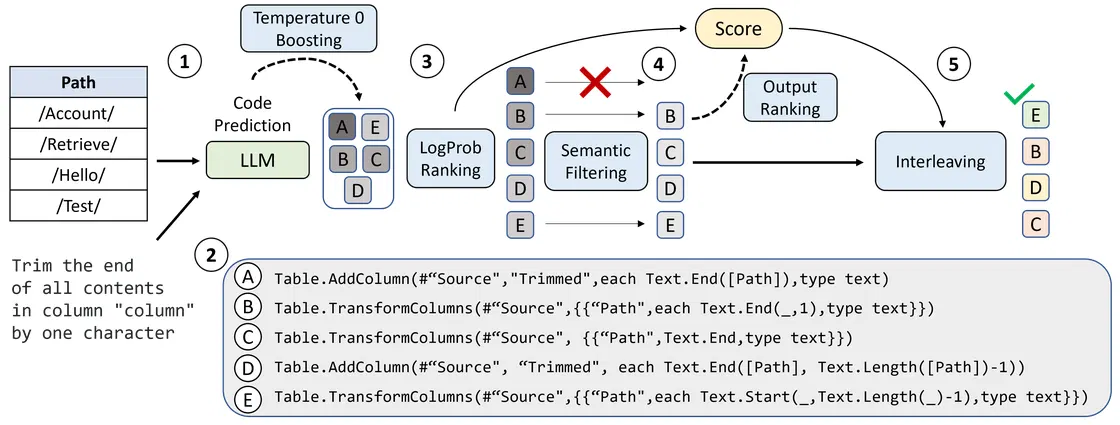 Temperature 0
Boosting
Score
1
3
4
5
Path
/Account/
/Retrieve/
/Hello/
/Test/
Code
Prediction
LLM
A
E
B
C
D
LogProb
Ranking
A
B
C
D
E
Semantic
Filtering
B
C
D
E
Output
Ranking
Interleaving
E
B
D
C
Trim the end
of all contents
in column "column"
by one character
2
A Table.AddColumn(#“Source","Trimmed",each Text.End([Path]),type text)
B Table.TransformColumns(#“Source",{{“Path",each Text.End(_,1),type text}})
C Table.TransformColumns(#“Source", {{“Path",Text.End,type text}})
D Table.AddColumn(#“Source", “Trimmed", each Text.End([Path], Text.Length([Path])-1))
E Table.TransformColumns(#“Source",{{“Path",each Text.Start(_,Text.Length(_)-1),type text}})